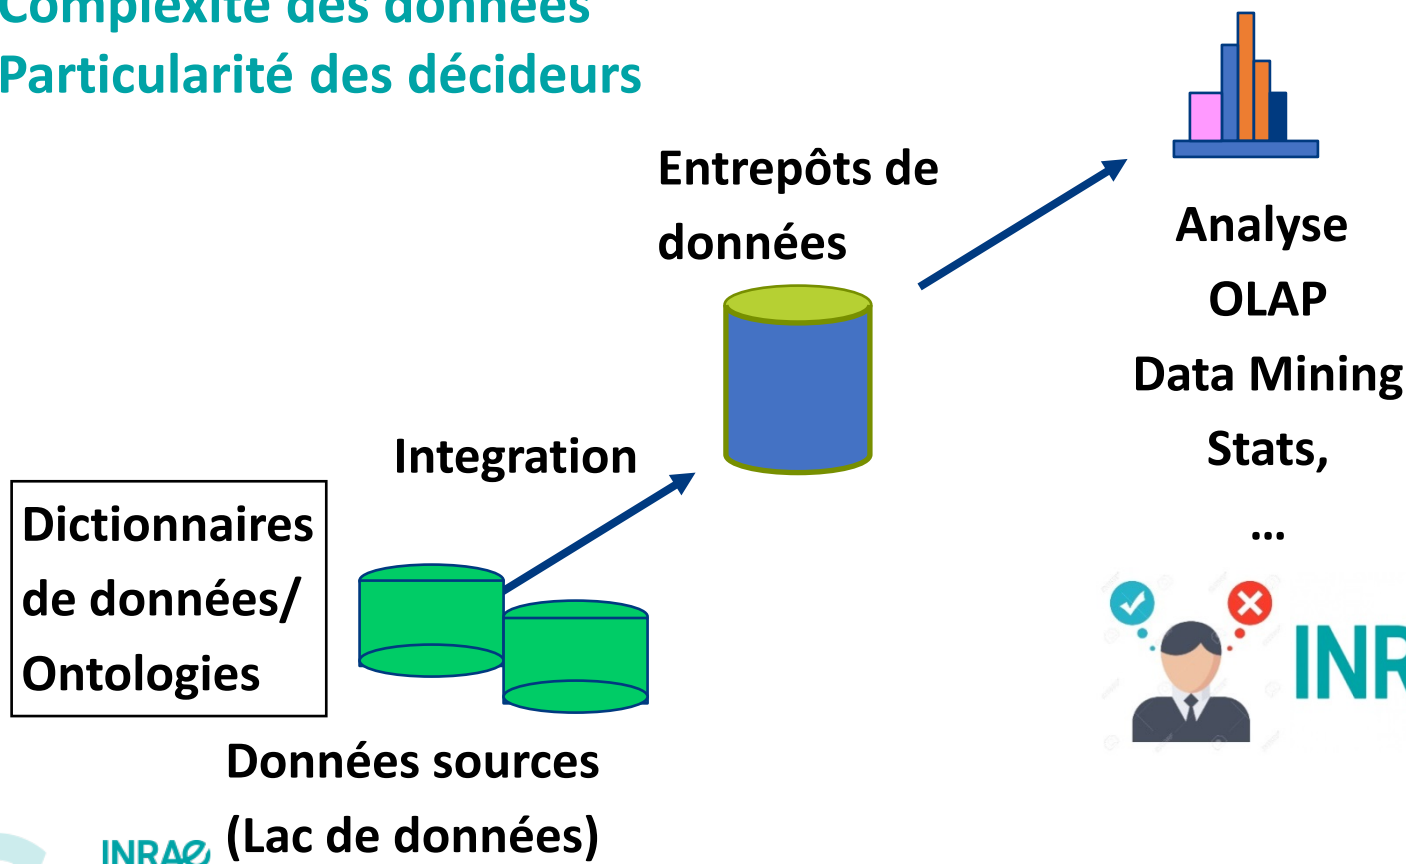 Complexité des données
Particularité des décideurs
Entrepôts de
données
Analyse
OLAP
Data Mining
Stats,
...
Integration
Dictionnaires
de données/
Ontologies
Données sources
(Lac de données)
INRAE
INR